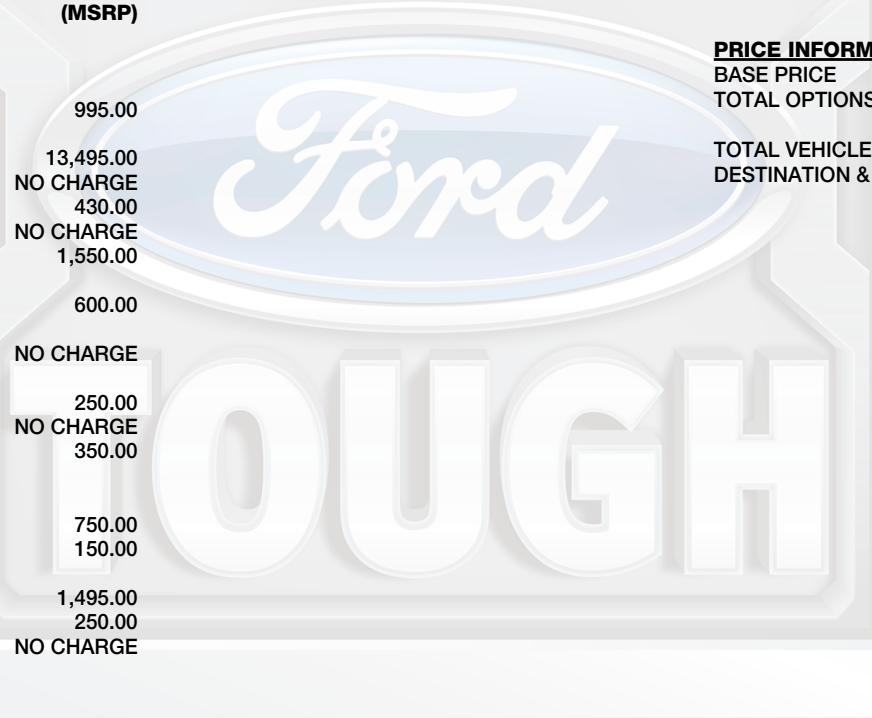 (MSRP)
995.00
13,495.00
NO CHARGE
430.00
NO CHARGE
1,550.00
600.00
NO CHARGE
250.00
NO CHARGE
350.00
750.00
150.00
1,495.00
250.00
NO CHARGE
PRICE INFORM
BASE PRICE
TOTAL OPTIONS
TOTAL VEHICLE
DESTINATION &
Ford
TOUGH